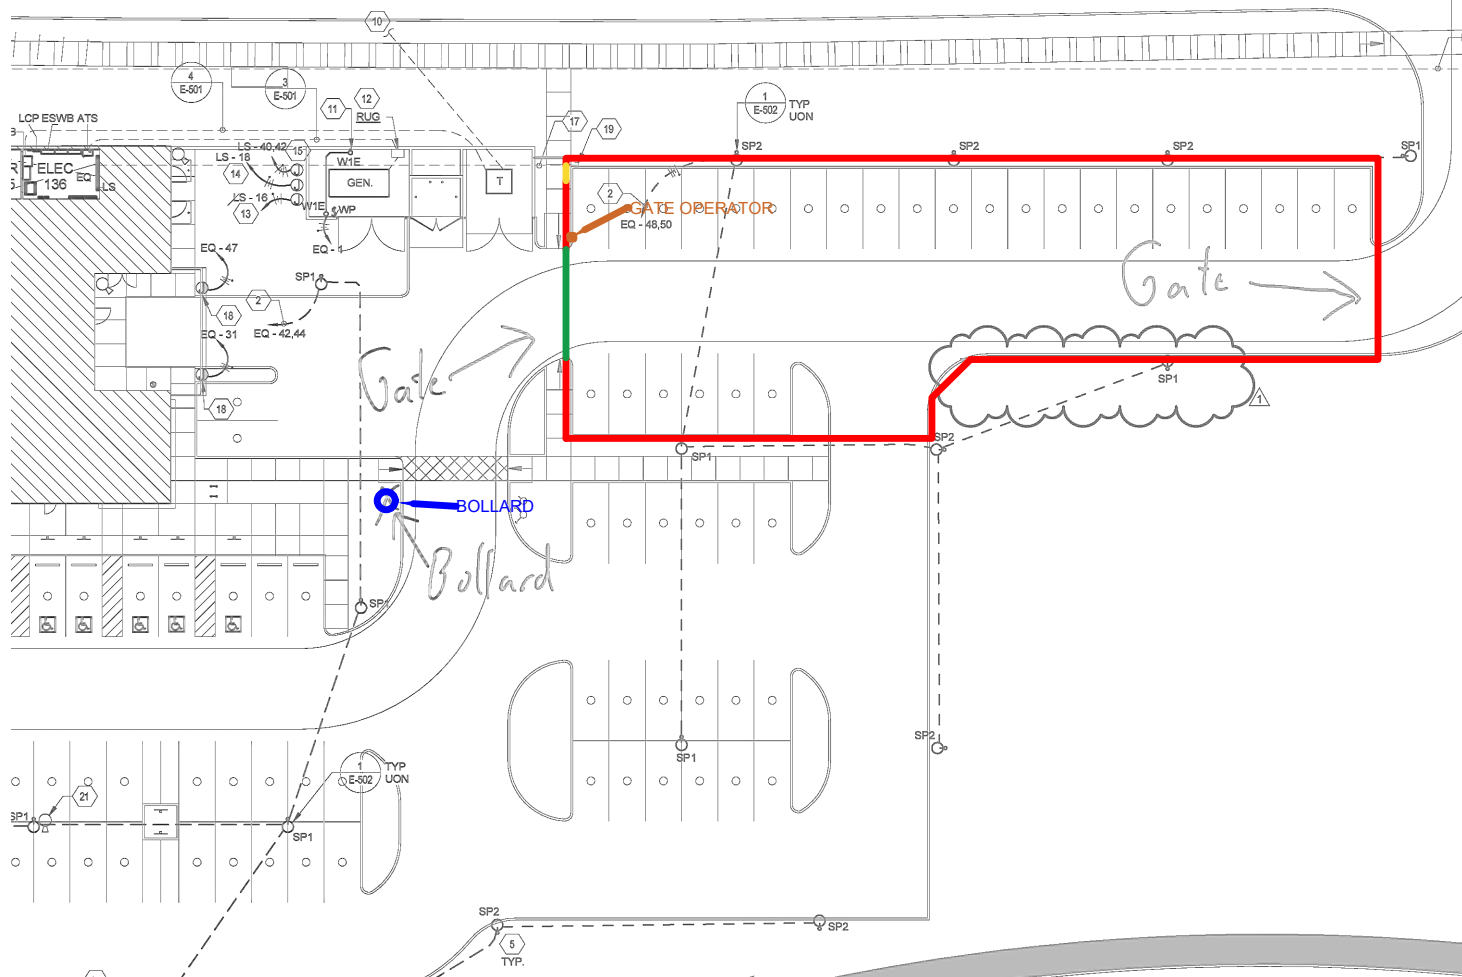 10
4
E-501
3
E-501
11
12
RUG
1
E-502
TYP
UON
17
19
LCP ESWB ATS
LS - 40,42
15
LS - 18
14
LS - 16
13
W1E
GEN.
W1E
WP
EQ - 1
T
SP2
SP2
SP2
SP1
ELEC
136
EQ
LS
2
GATE OPERATOR
EQ - 48,50
EQ - 47
SP1
2
18
EQ - 31
EQ - 42,44
Gate
Gate
18
SP1
1
SP2
SP1
BOLLARD
Bollard
SP1
SP2
SP1
1
E-502
TYP
UON
21
SP1
SP1
SP2
SP2
5
TYP.